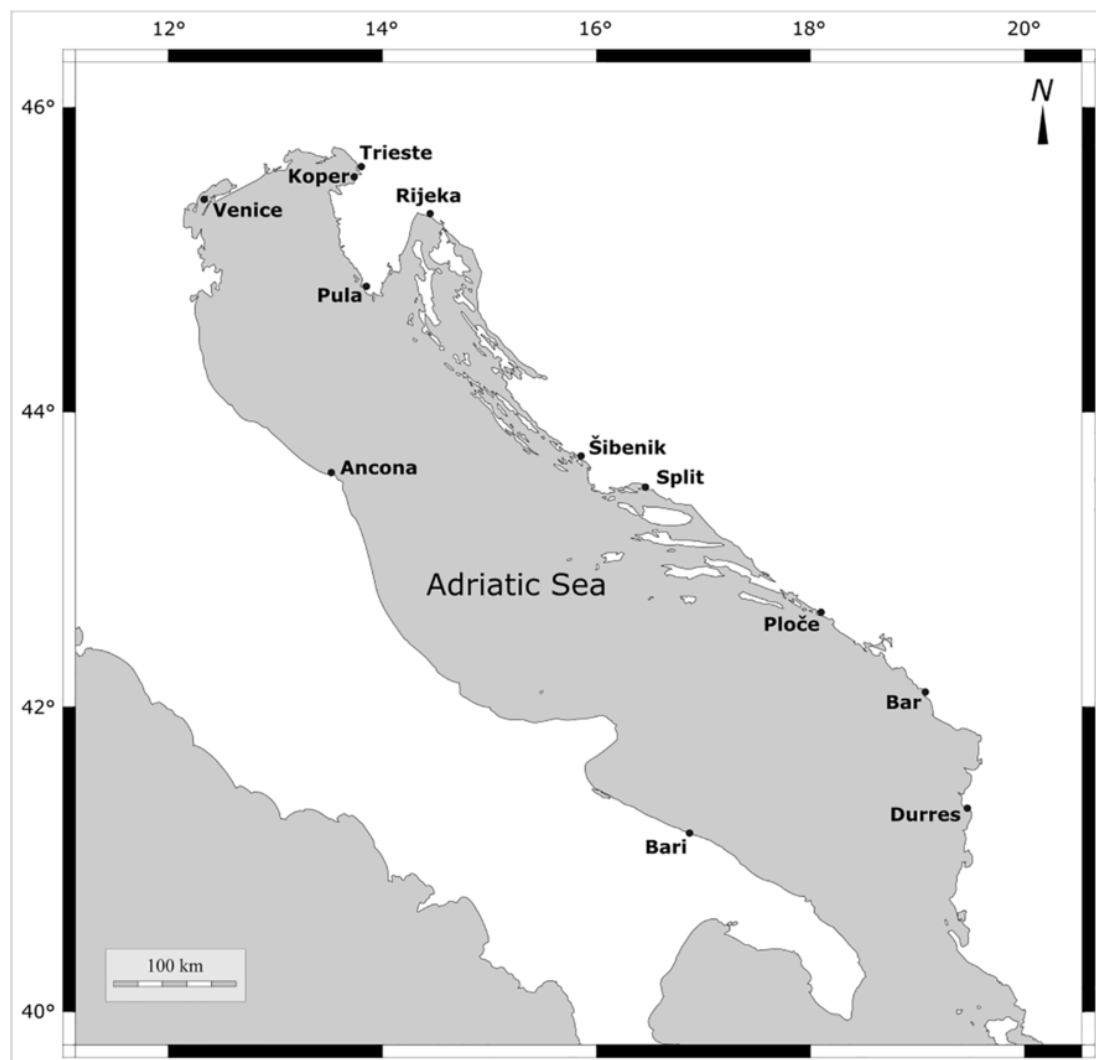 12° 14° 16° 18° 20°
46°
N
Trieste
Koper
Rijeka
Venice
Pula
44°
Šibenik
Ancona
Split
Adriatic Sea
Ploče
42°
Bar
Durres
Bari
100 km
40°